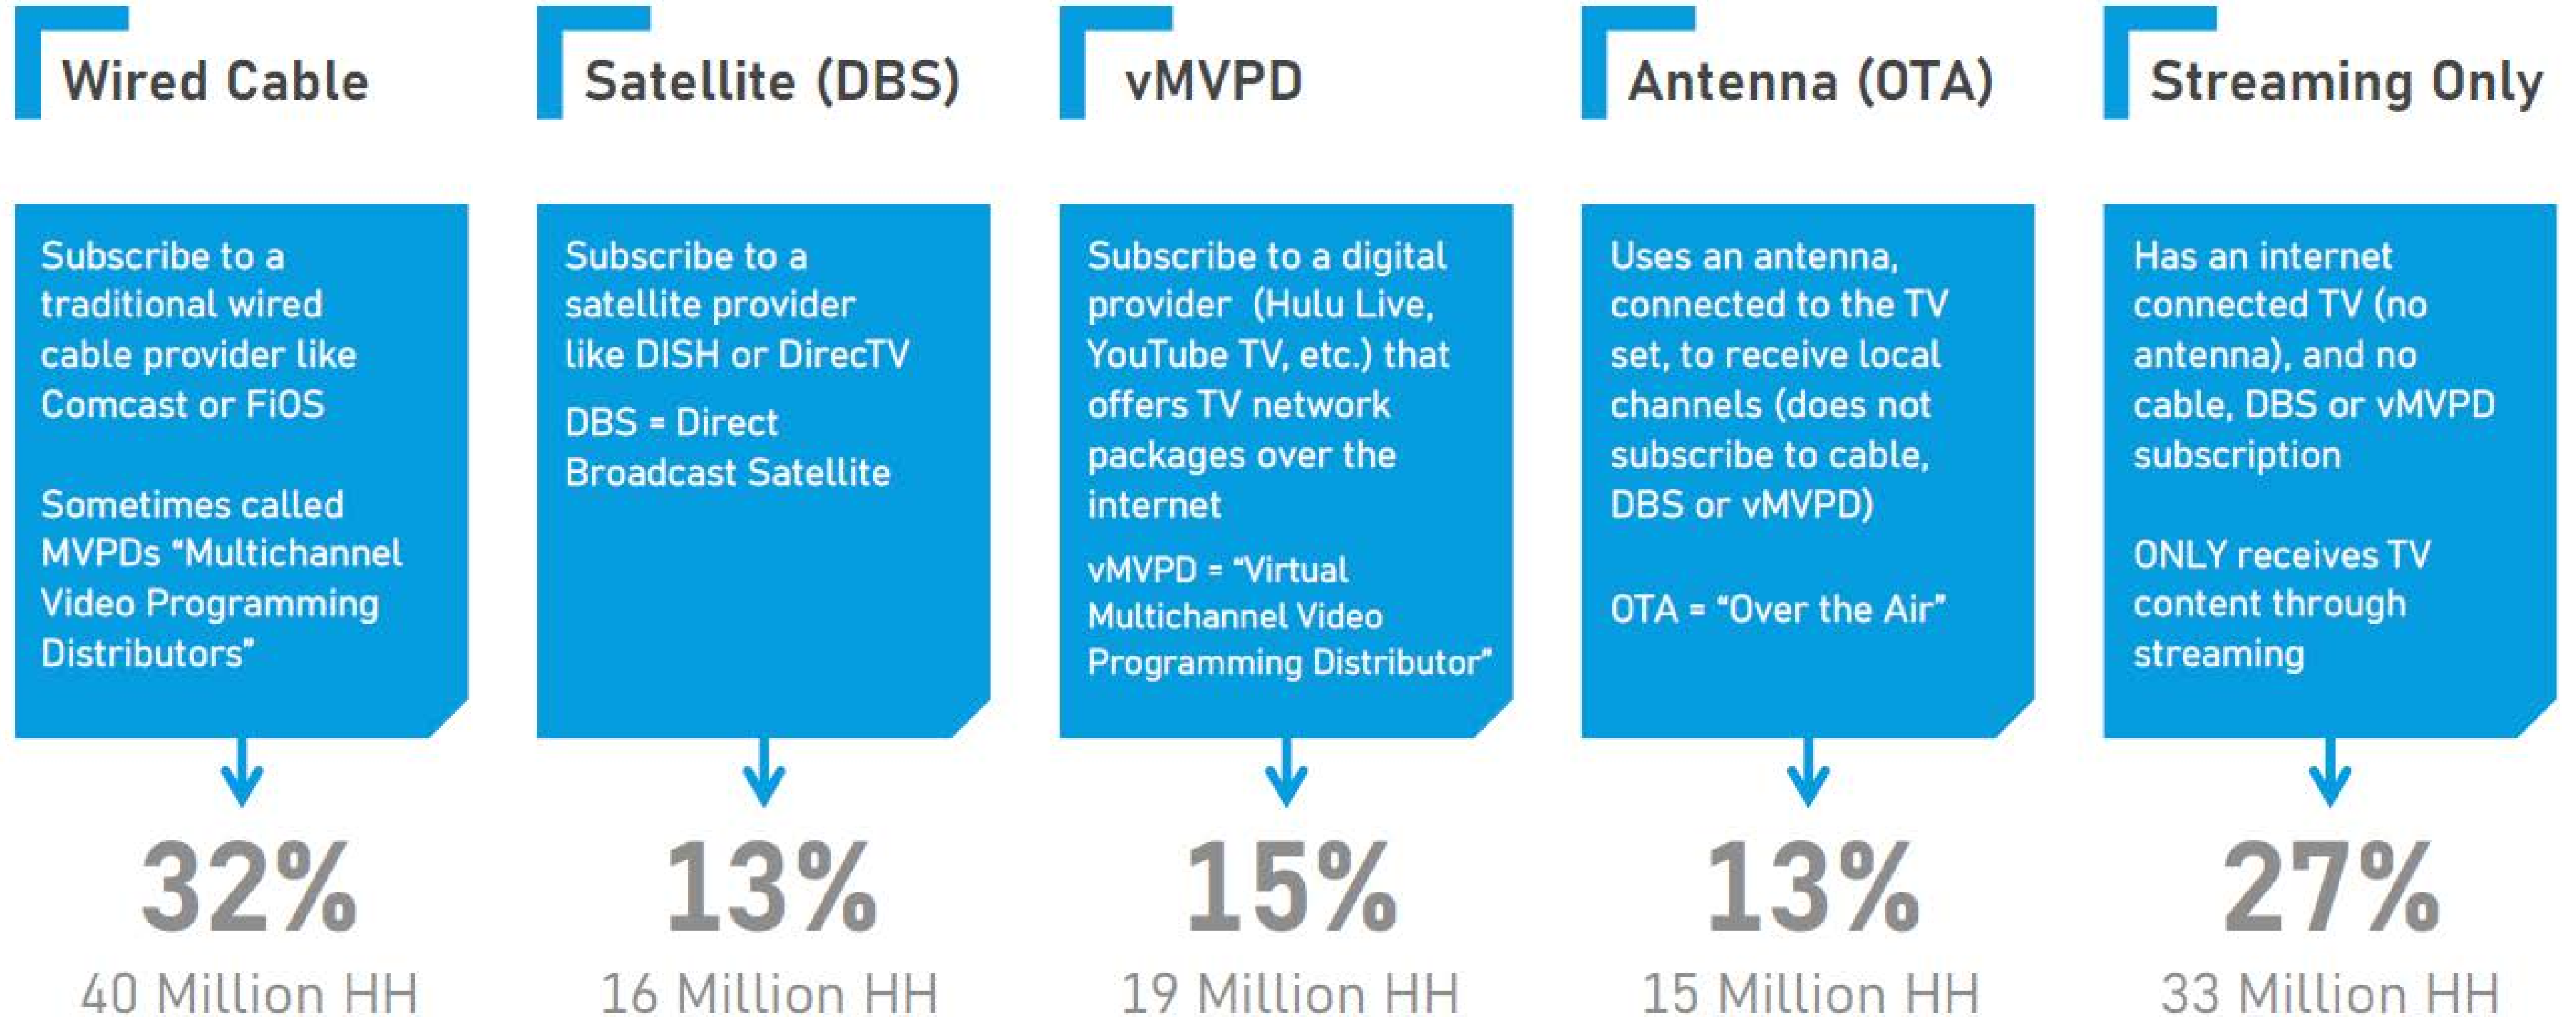 Wired Cable
Subscribe to a
traditional wired
cable provider like
Comcast or FiOS
Sometimes called
MVPDs “Multichannel
Video Programming
Distributors”
32%
40 Million HH
Satellite (DBS)
Subscribe to a
satellite provider
like DISH or DirecTV
DBS = Direct
Broadcast Satellite
13%
16 Million HH
vMVPD
Subscribe to a digital
provider (Hulu Live,
YouTube TV, etc.) that
offers TV network
packages over the
internet
vMVPD = “Virtual
Multichannel Video
Programming Distributor”
15%
19 Million HH
Antenna (OTA)
Uses an antenna,
connected to the TV
set, to receive local
channels (does not
subscribe to cable,
DBS or vMVPD)
OTA = “Over the Air”
13%
15 Million HH
Streaming Only
Has an internet
connected TV (no
antenna), and no
cable, DBS or vMVPD
subscription
ONLY receives TV
content through
streaming
27%
33 Million HH